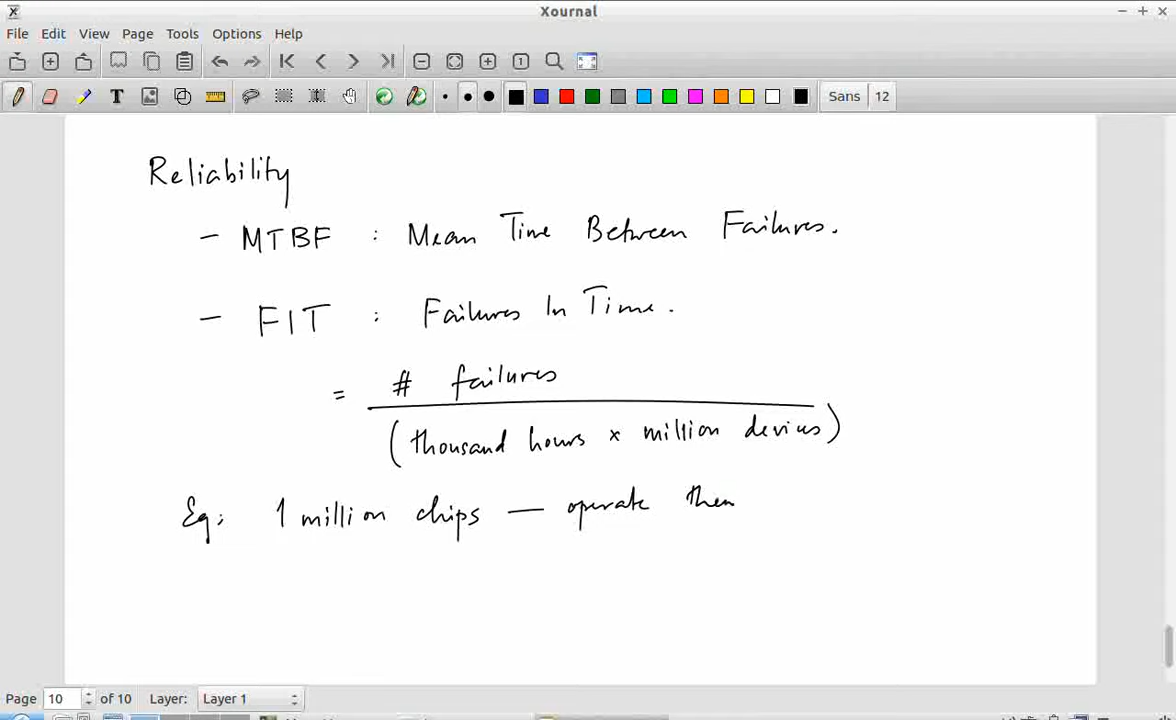 Xournal
File Edit View Page Tools Options Help
Sans 12
Reliability
- MTBF : Mean Time Between Failures.
- FIT : Failures In Time.
= # failures
(thousand hours x million devices)
Eg: 1 million chips — operate them
Page 10 of 10 Layer: Layer 1